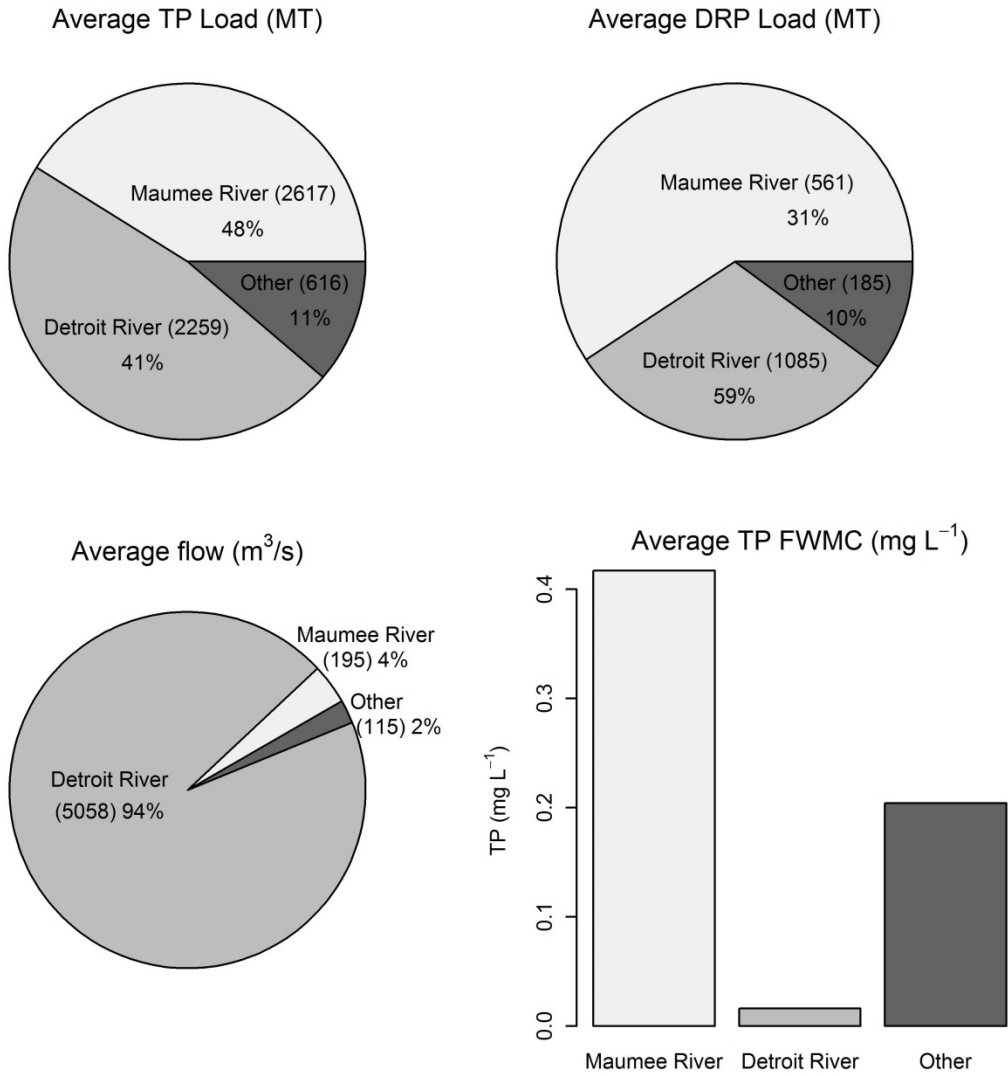 Average TP Load (MT)
Maumee River (2617)
48%
Other (616)
11%
Detroit River (2259)
41%
Average DRP Load (MT)
Maumee River (561)
31%
Other (185)
10%
Detroit River (1085)
59%
Average flow (m³/s)
Maumee River
(195) 4%
Other
(115) 2%
Detroit River
(5058) 94%
Average TP FWMC (mg L⁻¹)
TP (mg L⁻¹)
0.4
0.3
0.2
0.1
0.0
Maumee River
Detroit River
Other